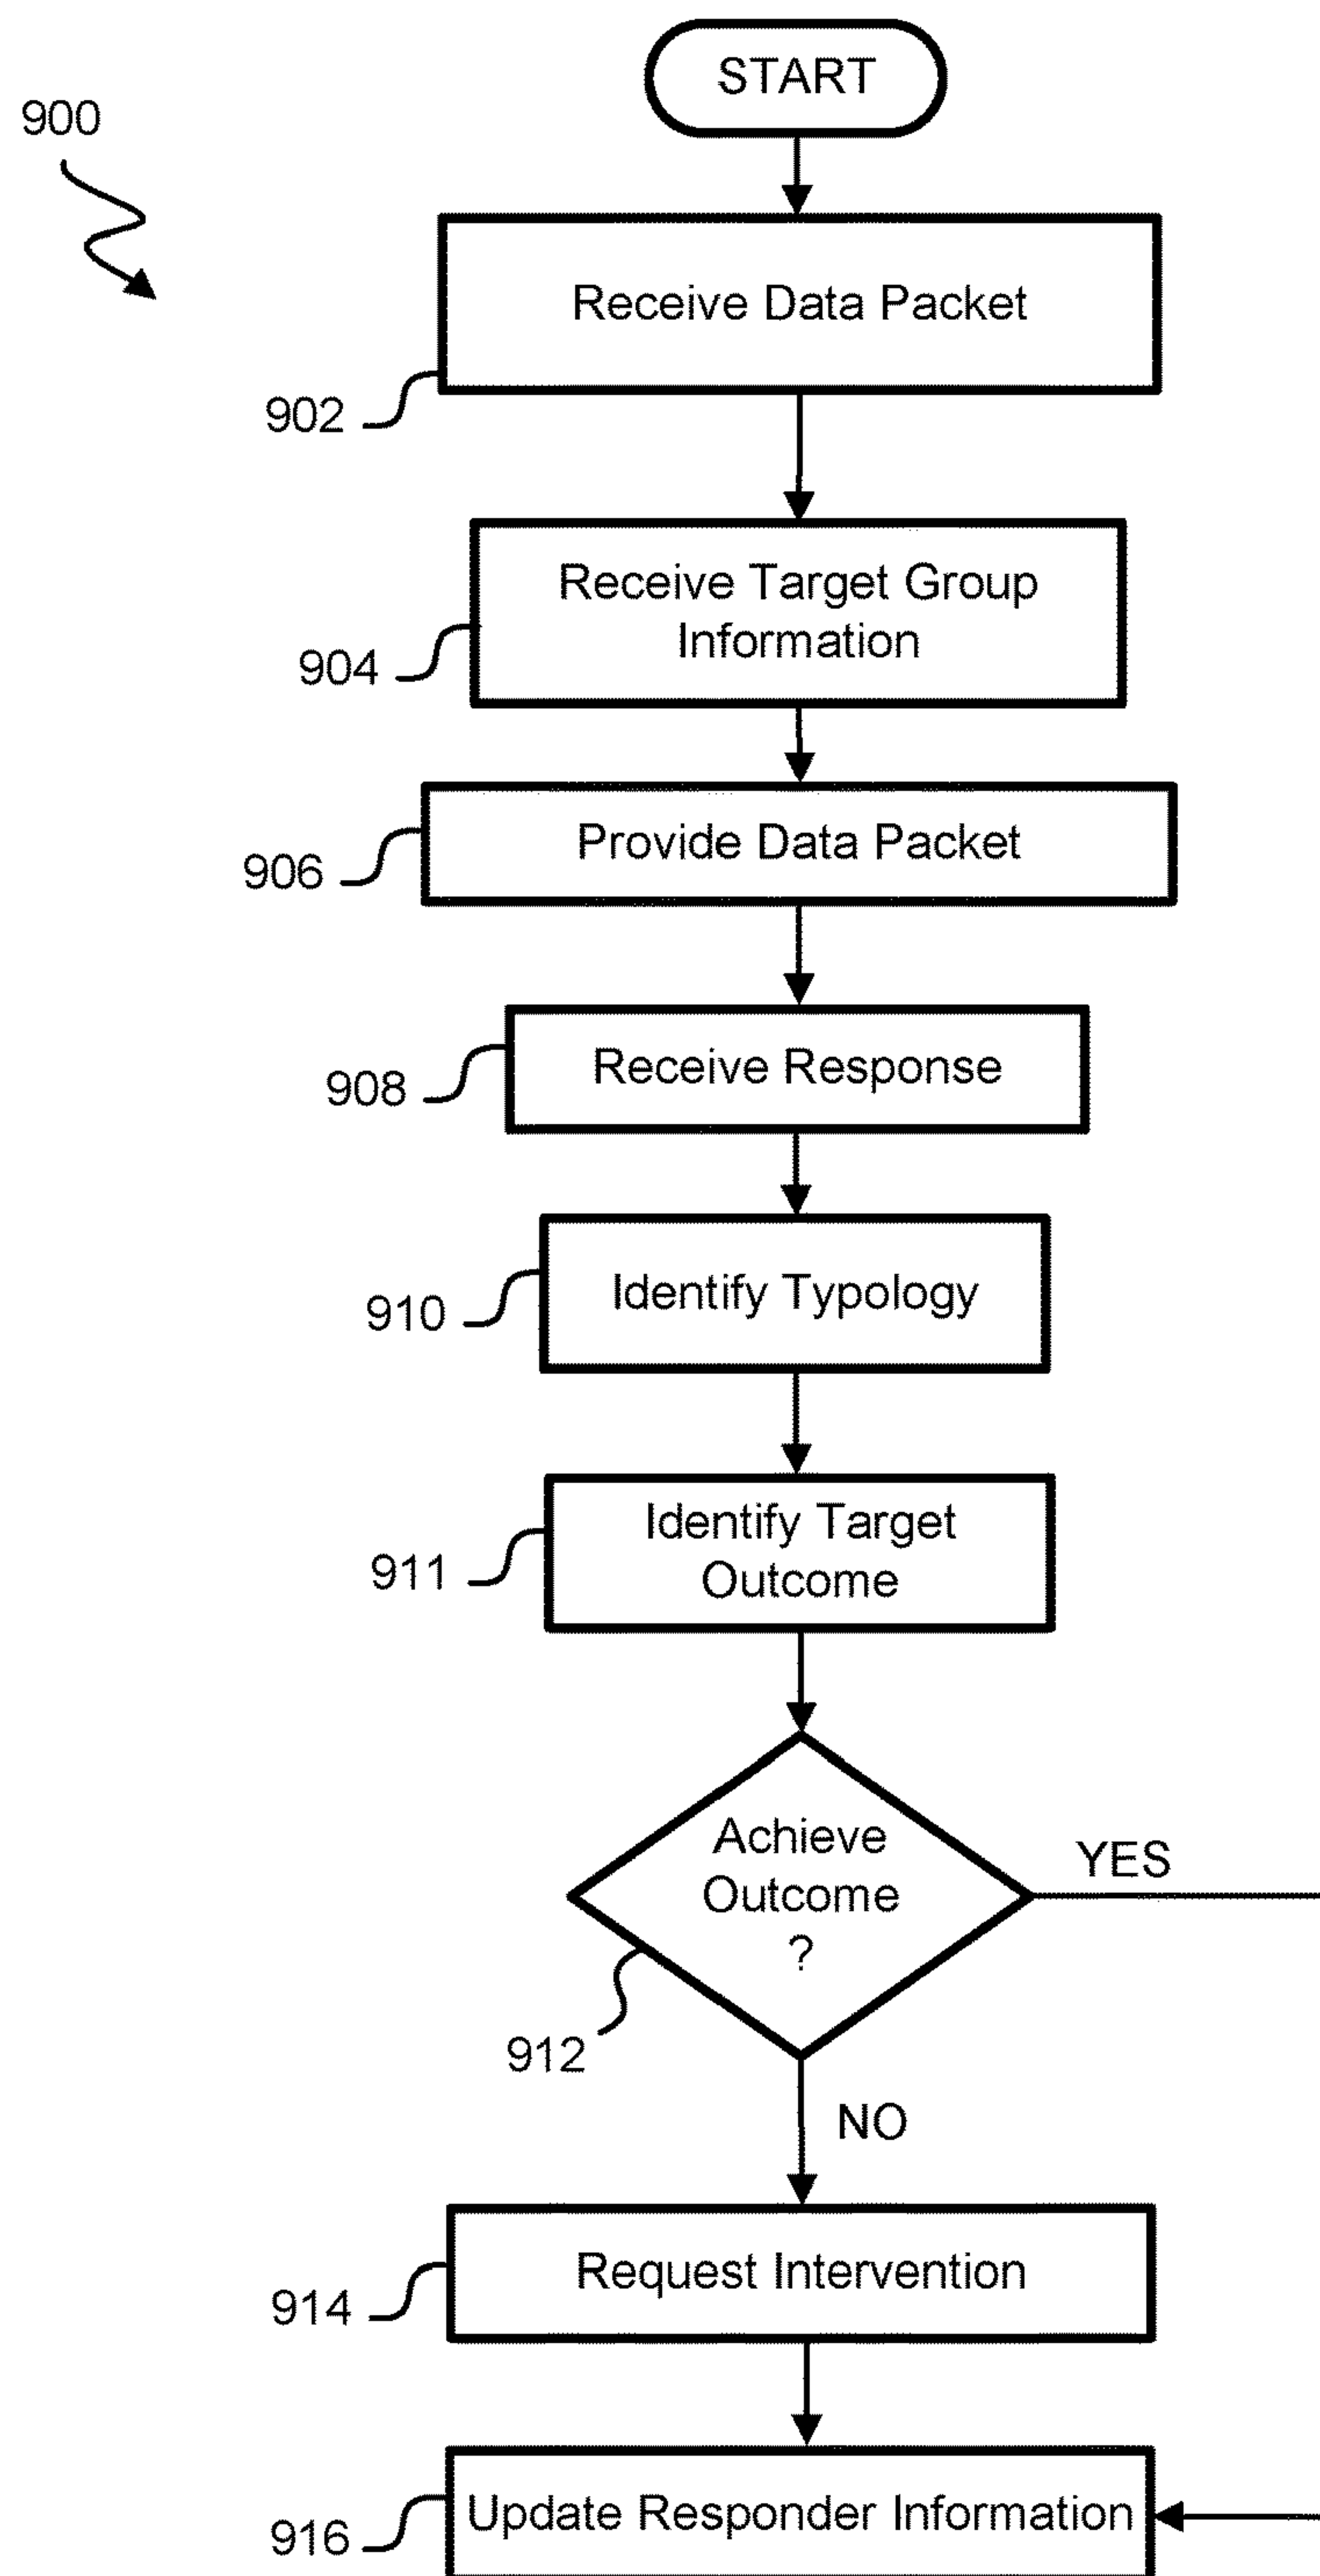 START
900
Receive Data Packet
902
Receive Target Group
Information
904
Provide Data Packet
906
Receive Response
908
Identify Typology
910
Identify Target
Outcome
911
Achieve
Outcome
?
YES
912
NO
Request Intervention
914
Update Responder Information
916